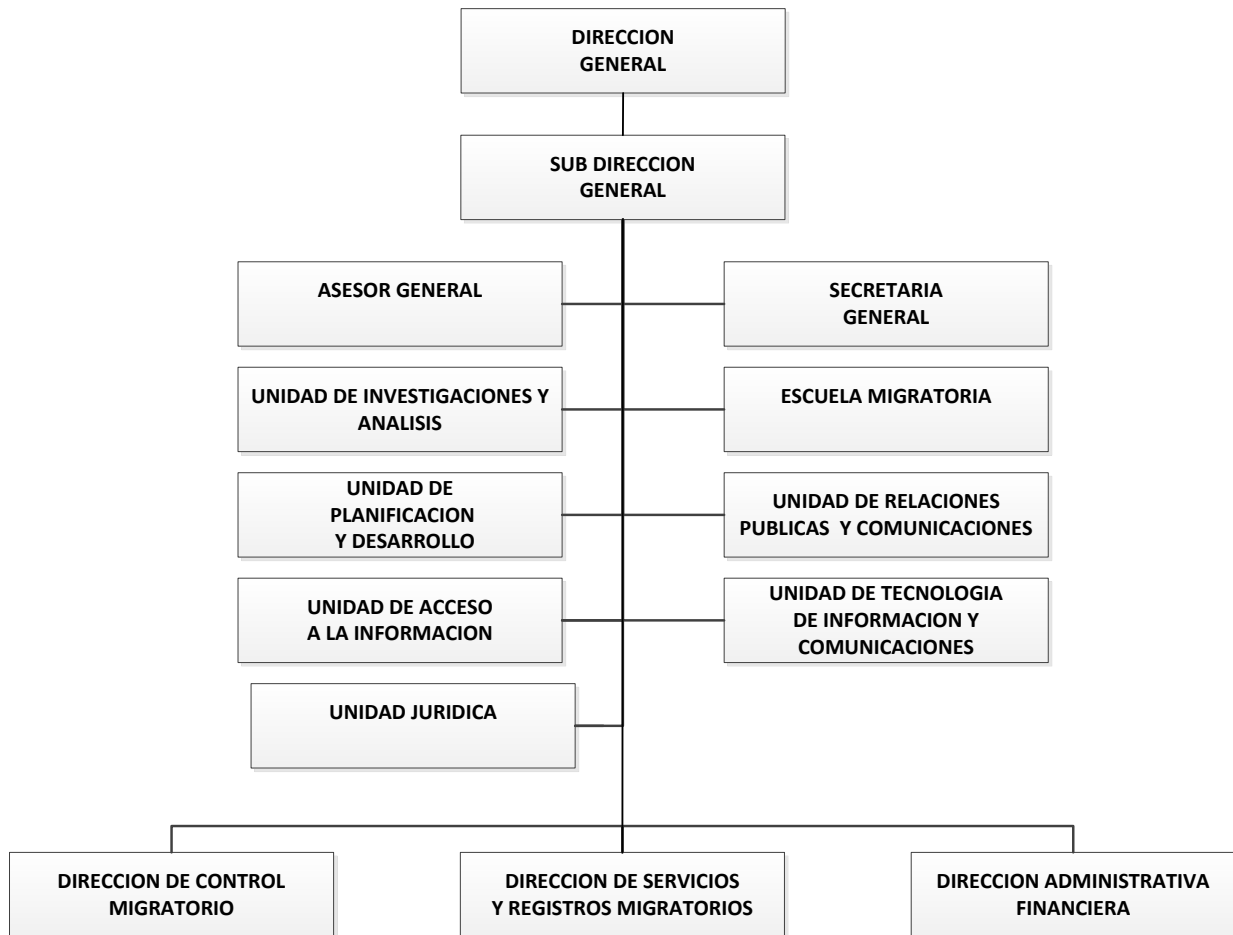 DIRECCION
GENERAL
SUB DIRECCION
GENERAL
ASESOR GENERAL
SECRETARIA
GENERAL
UNIDAD DE INVESTIGACIONES Y
ANALISIS
ESCUELA MIGRATORIA
UNIDAD DE
PLANIFICACION
Y DESARROLLO
UNIDAD DE RELACIONES
PUBLICAS Y COMUNICACIONES
UNIDAD DE ACCESO
A LA INFORMACION
UNIDAD DE TECNOLOGIA
DE INFORMACION Y
COMUNICACIONES
UNIDAD JURIDICA
DIRECCION DE CONTROL
MIGRATORIO
DIRECCION DE SERVICIOS
Y REGISTROS MIGRATORIOS
DIRECCION ADMINISTRATIVA
FINANCIERA